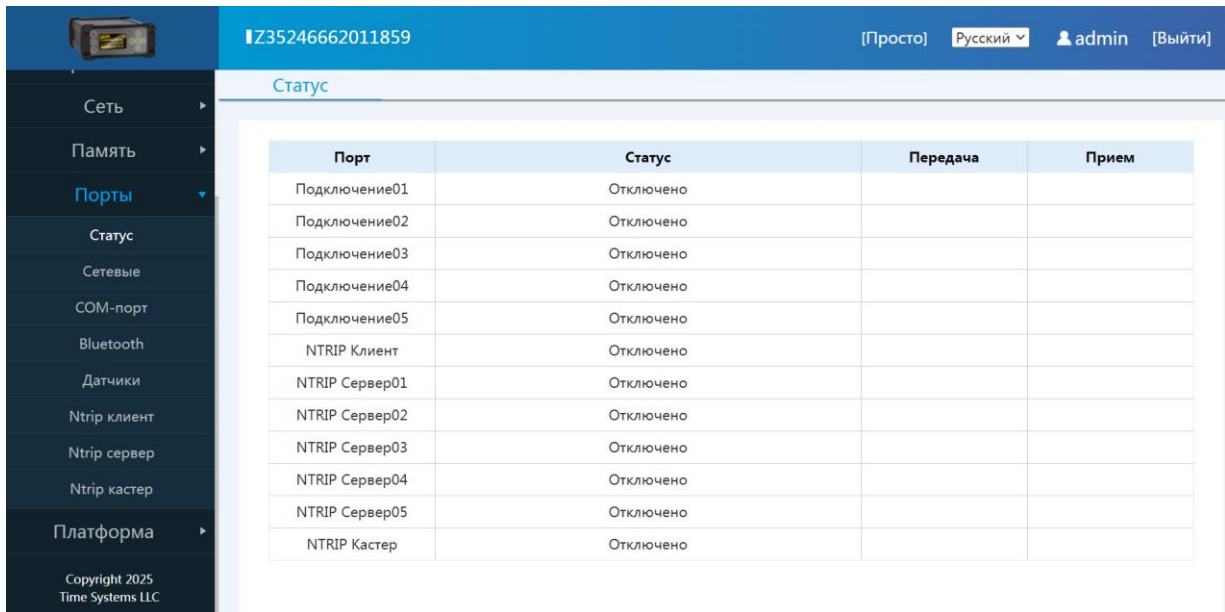 IZ35246662011859
[Просто] Русский admin [Выйти]
Сеть
Память
Порты
Статус
Сетевые
COM-порт
Bluetooth
Датчики
Ntrip клиент
Ntrip сервер
Ntrip кастер
Платформа
Copyright 2025
Time Systems LLC
Статус
Порт Статус Передача Прием
Подключение01 Отключено
Подключение02 Отключено
Подключение03 Отключено
Подключение04 Отключено
Подключение05 Отключено
NTRIP Клиент Отключено
NTRIP Сервер01 Отключено
NTRIP Сервер02 Отключено
NTRIP Сервер03 Отключено
NTRIP Сервер04 Отключено
NTRIP Сервер05 Отключено
NTRIP Кастер Отключено